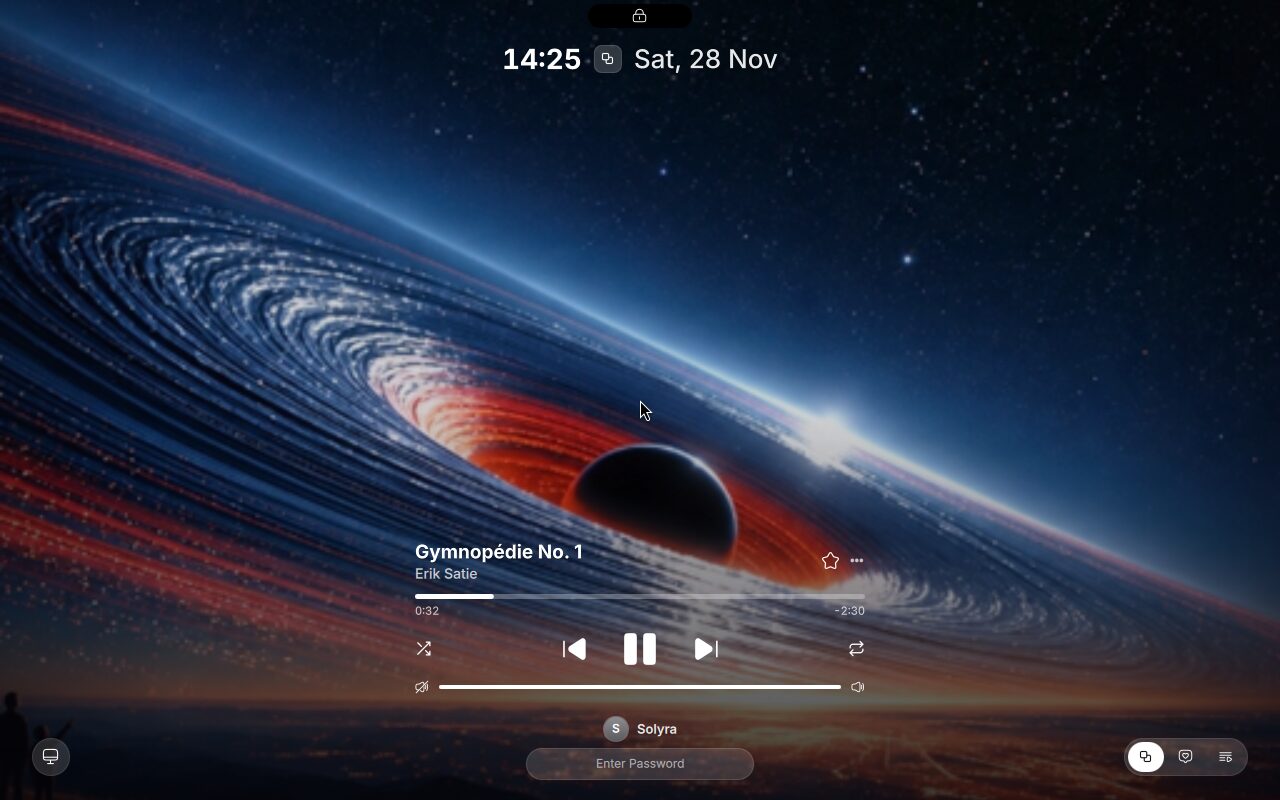 14:25 Sat, 28 Nov
Gymnopédie No. 1
Erik Satie
0:32 -2:30
S Solyra
Enter Password